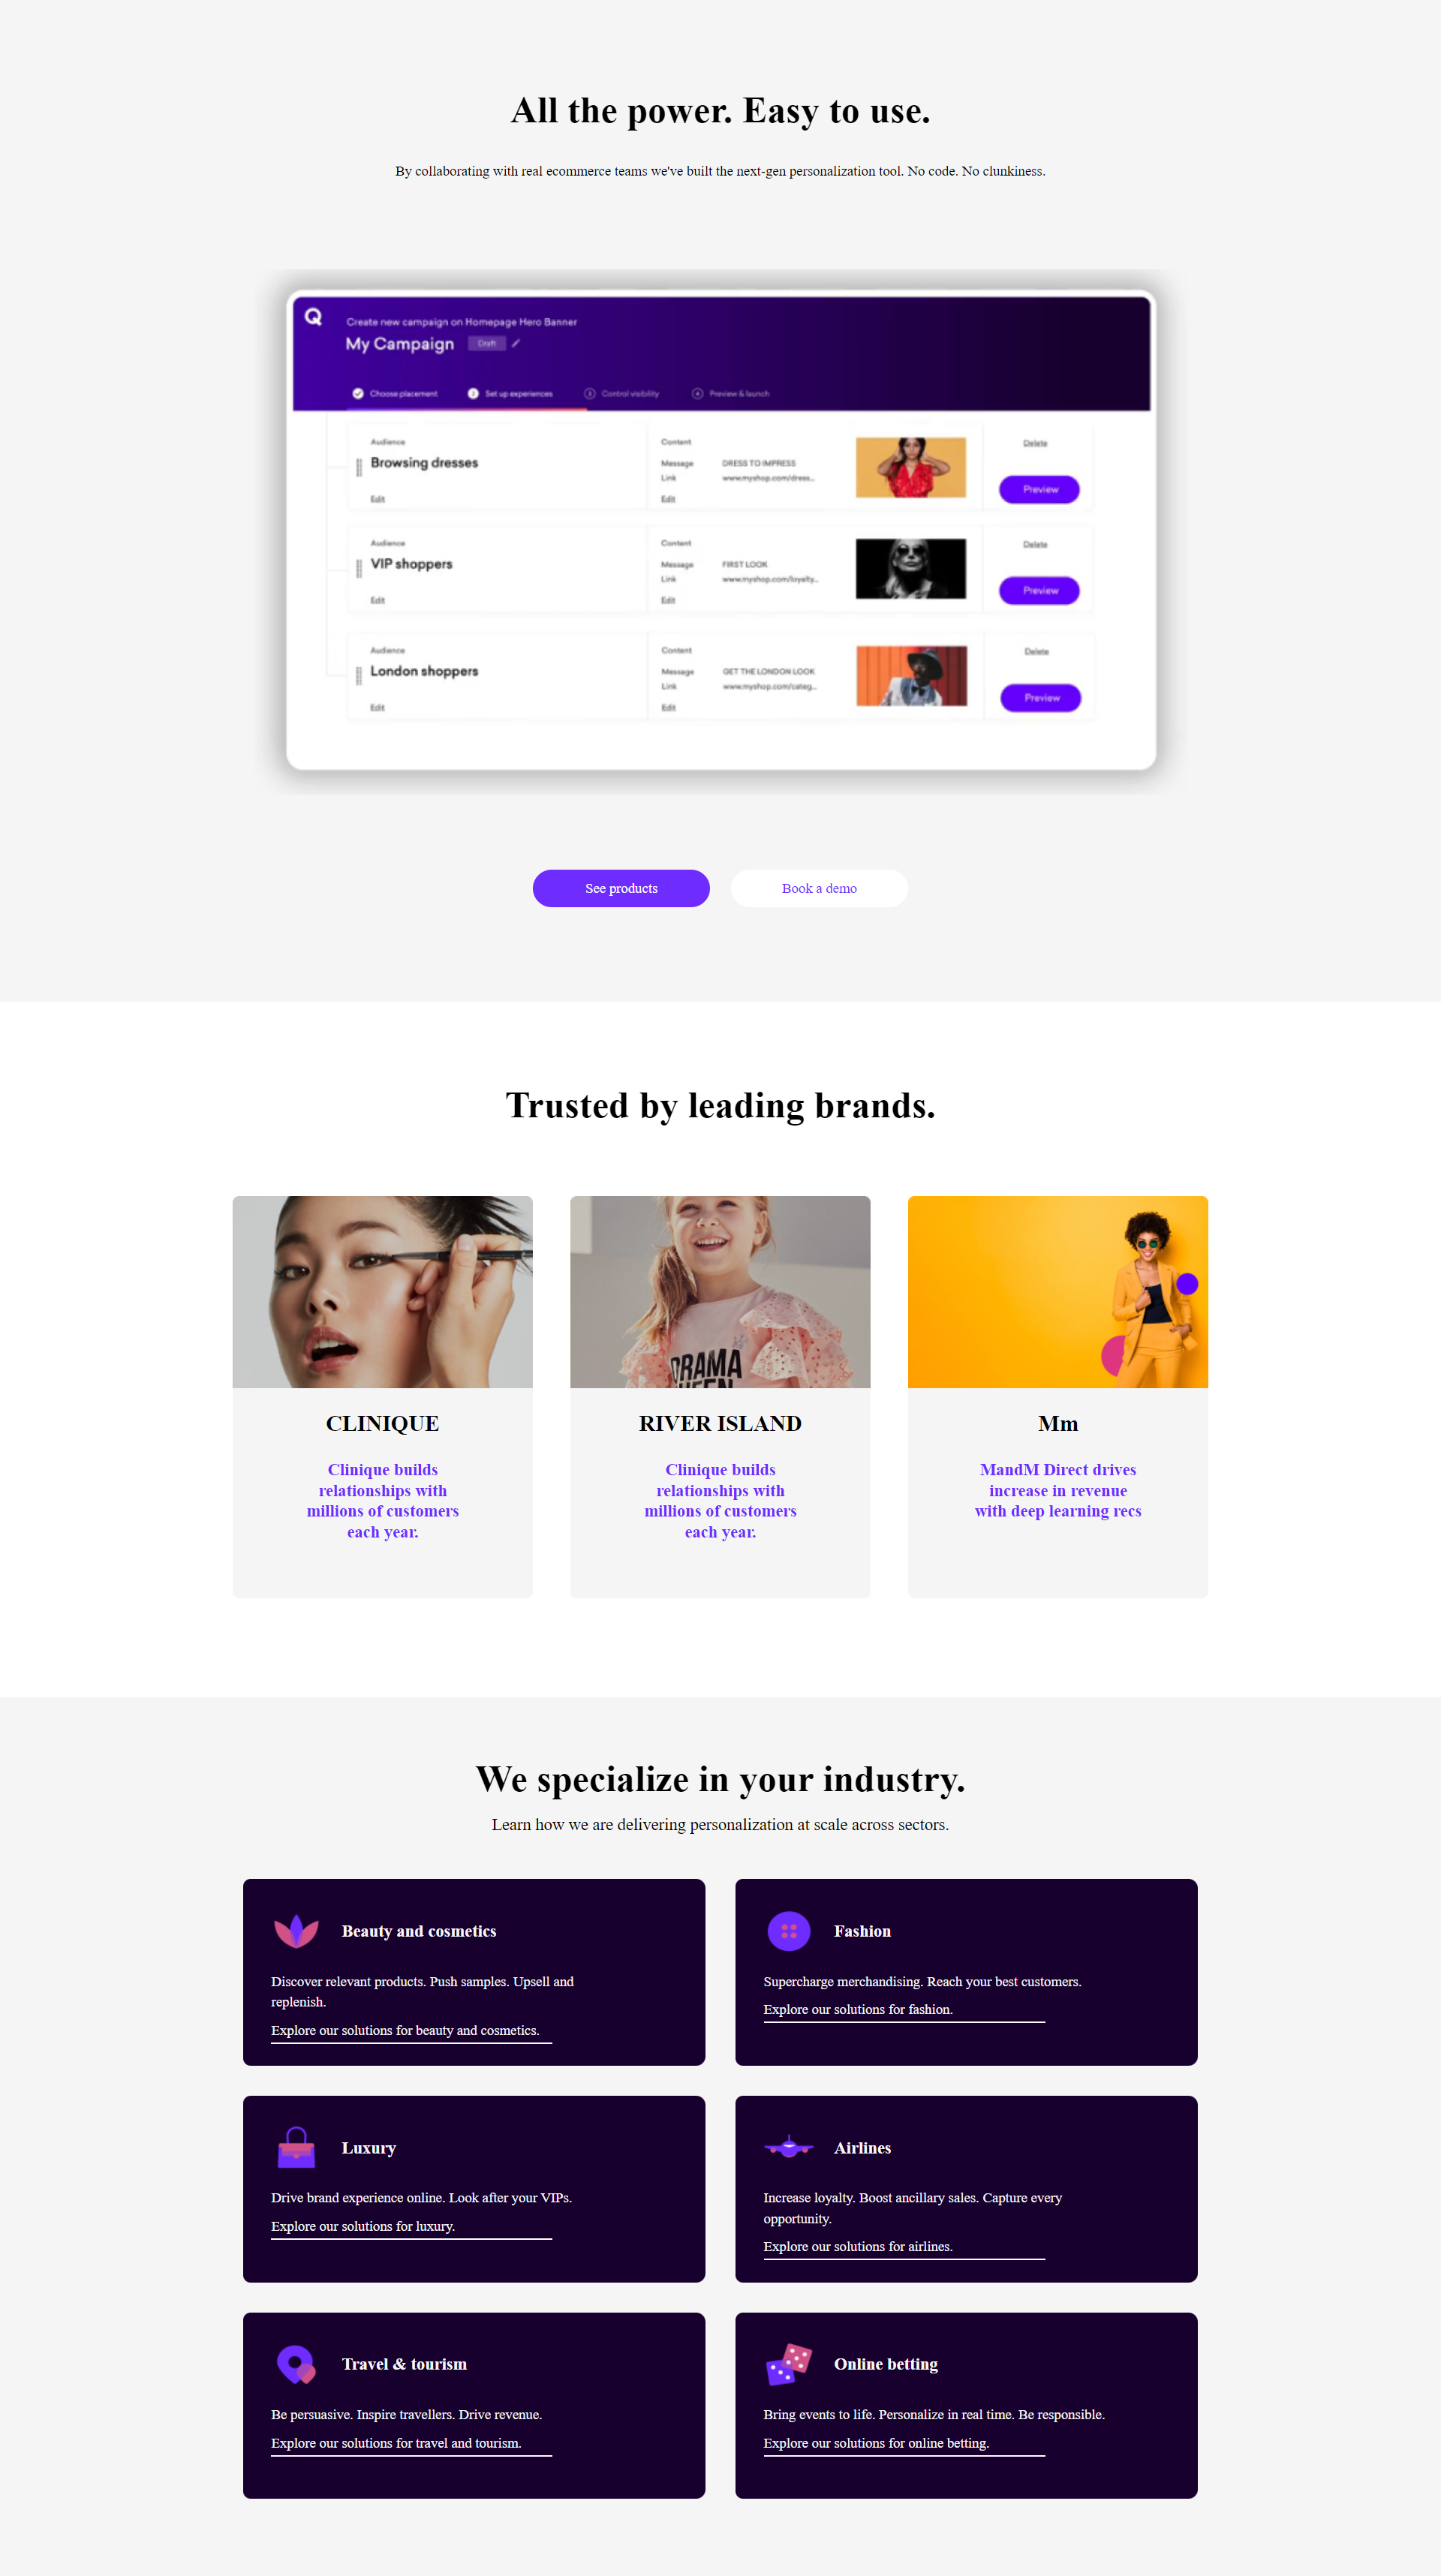 All the power. Easy to use.
By collaborating with real ecommerce teams we've built the next-gen personalization tool. No code. No clunkiness.
Q
Create new campaign on Homepage Hero Banner
My Campaign
Draft
Choose placement
2
Set up experiences
3
Control visibility
4
Preview & launch
Audience
Browsing dresses
Edit
Content
Message
DRESS TO IMPRESS
Link
www.myshop.com/dress...
Edit
Delete
Preview
Audience
VIP shoppers
Edit
Content
Message
FIRST LOOK
Link
www.myshop.com/loyalty...
Edit
Delete
Preview
Audience
London shoppers
Edit
Content
Message
GET THE LONDON LOOK
Link
www.myshop.com/categ...
Edit
Delete
Preview
See products
Book a demo
Trusted by leading brands.
DRAMA
QUEEN
CLINIQUE
Clinique builds
relationships with
millions of customers
each year.
RIVER ISLAND
Clinique builds
relationships with
millions of customers
each year.
Mm
MandM Direct drives
increase in revenue
with deep learning recs
We specialize in your industry.
Learn how we are delivering personalization at scale across sectors.
Beauty and cosmetics
Discover relevant products. Push samples. Upsell and
replenish.
Explore our solutions for beauty and cosmetics.
Fashion
Supercharge merchandising. Reach your best customers.
Explore our solutions for fashion.
Luxury
Drive brand experience online. Look after your VIPs.
Explore our solutions for luxury.
Airlines
Increase loyalty. Boost ancillary sales. Capture every
opportunity.
Explore our solutions for airlines.
Travel & tourism
Be persuasive. Inspire travellers. Drive revenue.
Explore our solutions for travel and tourism.
Online betting
Bring events to life. Personalize in real time. Be responsible.
Explore our solutions for online betting.